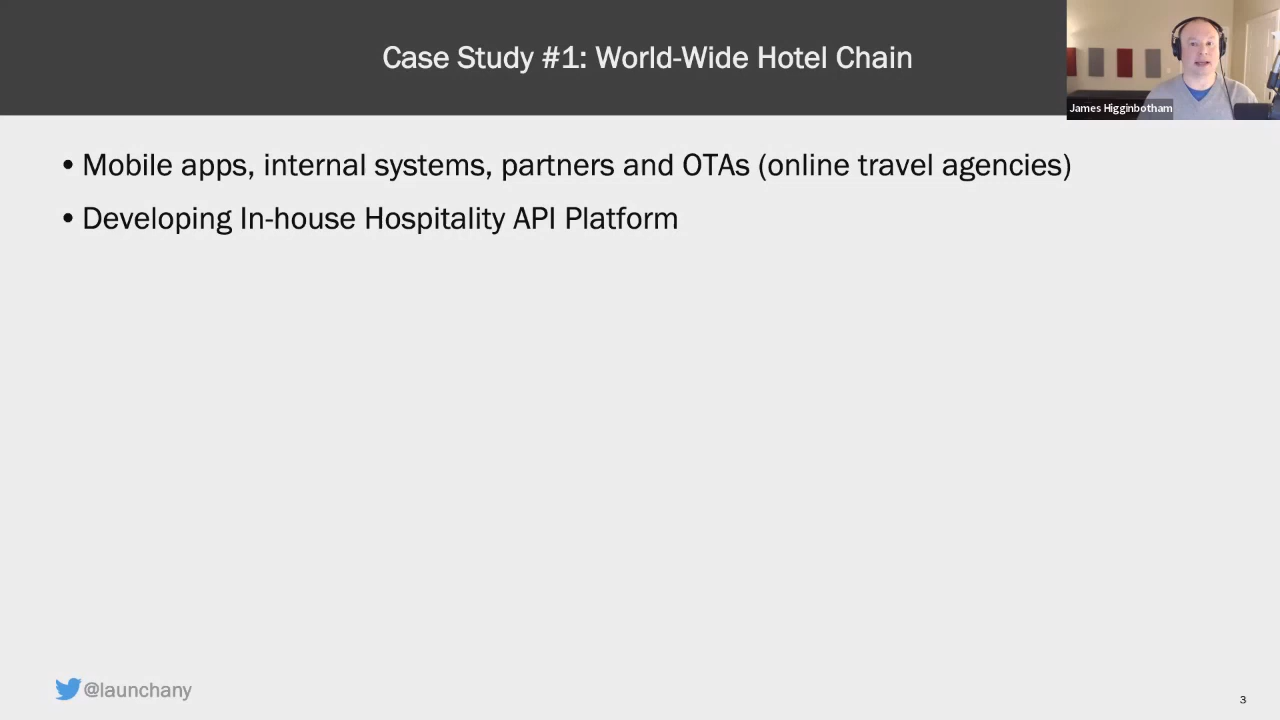 Case Study #1: World-Wide Hotel Chain
James Higginbotham
• Mobile apps, internal systems, partners and OTAs (online travel agencies)
• Developing In-house Hospitality API Platform
@launchany
3